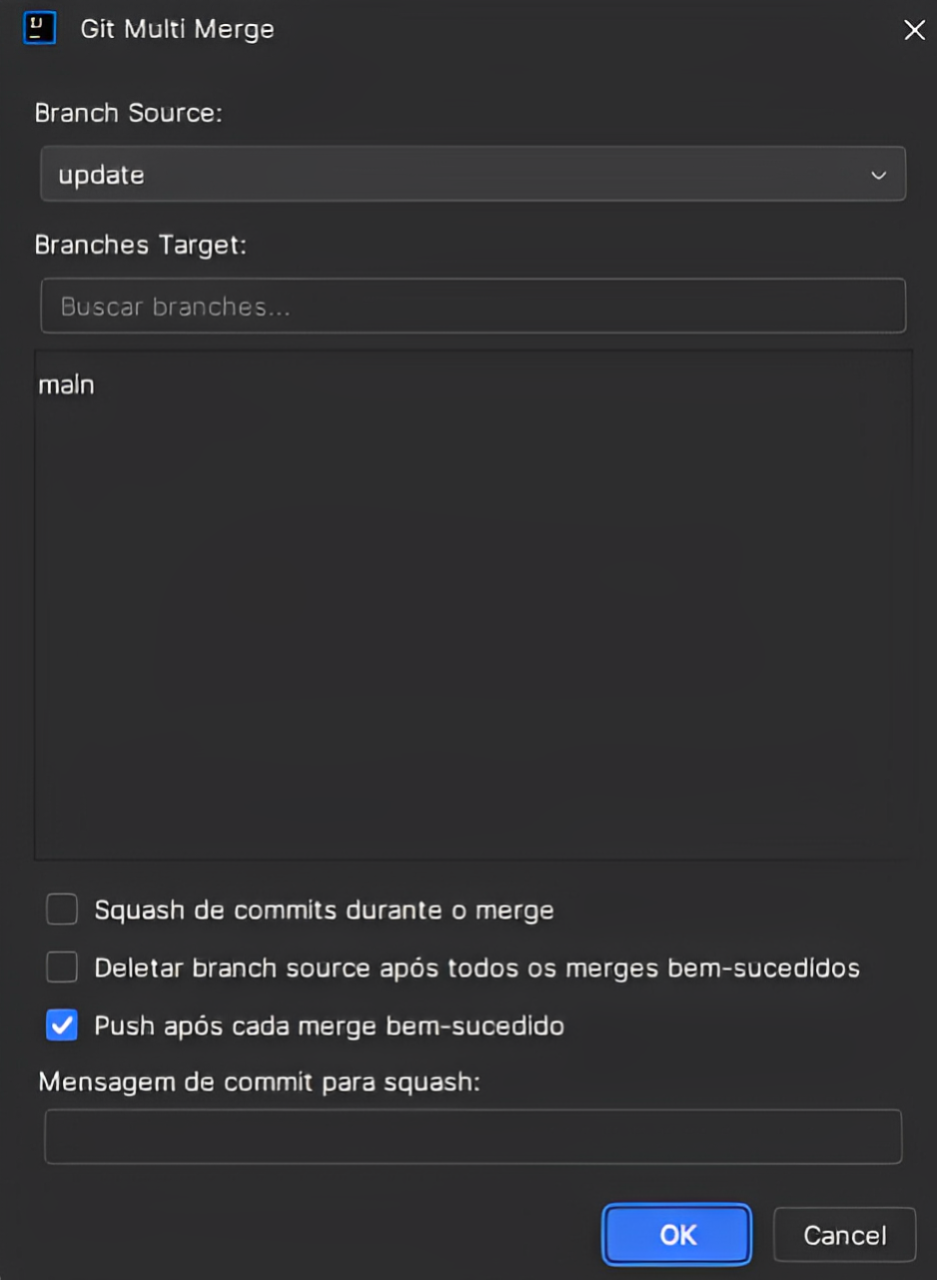 IJ
Git Multi Merge
Branch Source:
update
Branches Target:
Buscar branches...
main
Squash de commits durante o merge
Deletar branch source após todos os merges bem-sucedidos
Push após cada merge bem-sucedido
Mensagem de commit para squash:
OK
Cancel